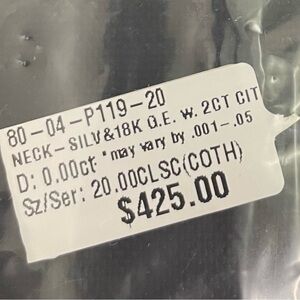 80-04-P119-20
NECK-SILV&18K G.E. w. 2CT CIT
D: 0.00ct *may vary by .001-.05
Sz/Ser: 20.00CLSC(COTH)
$425.00